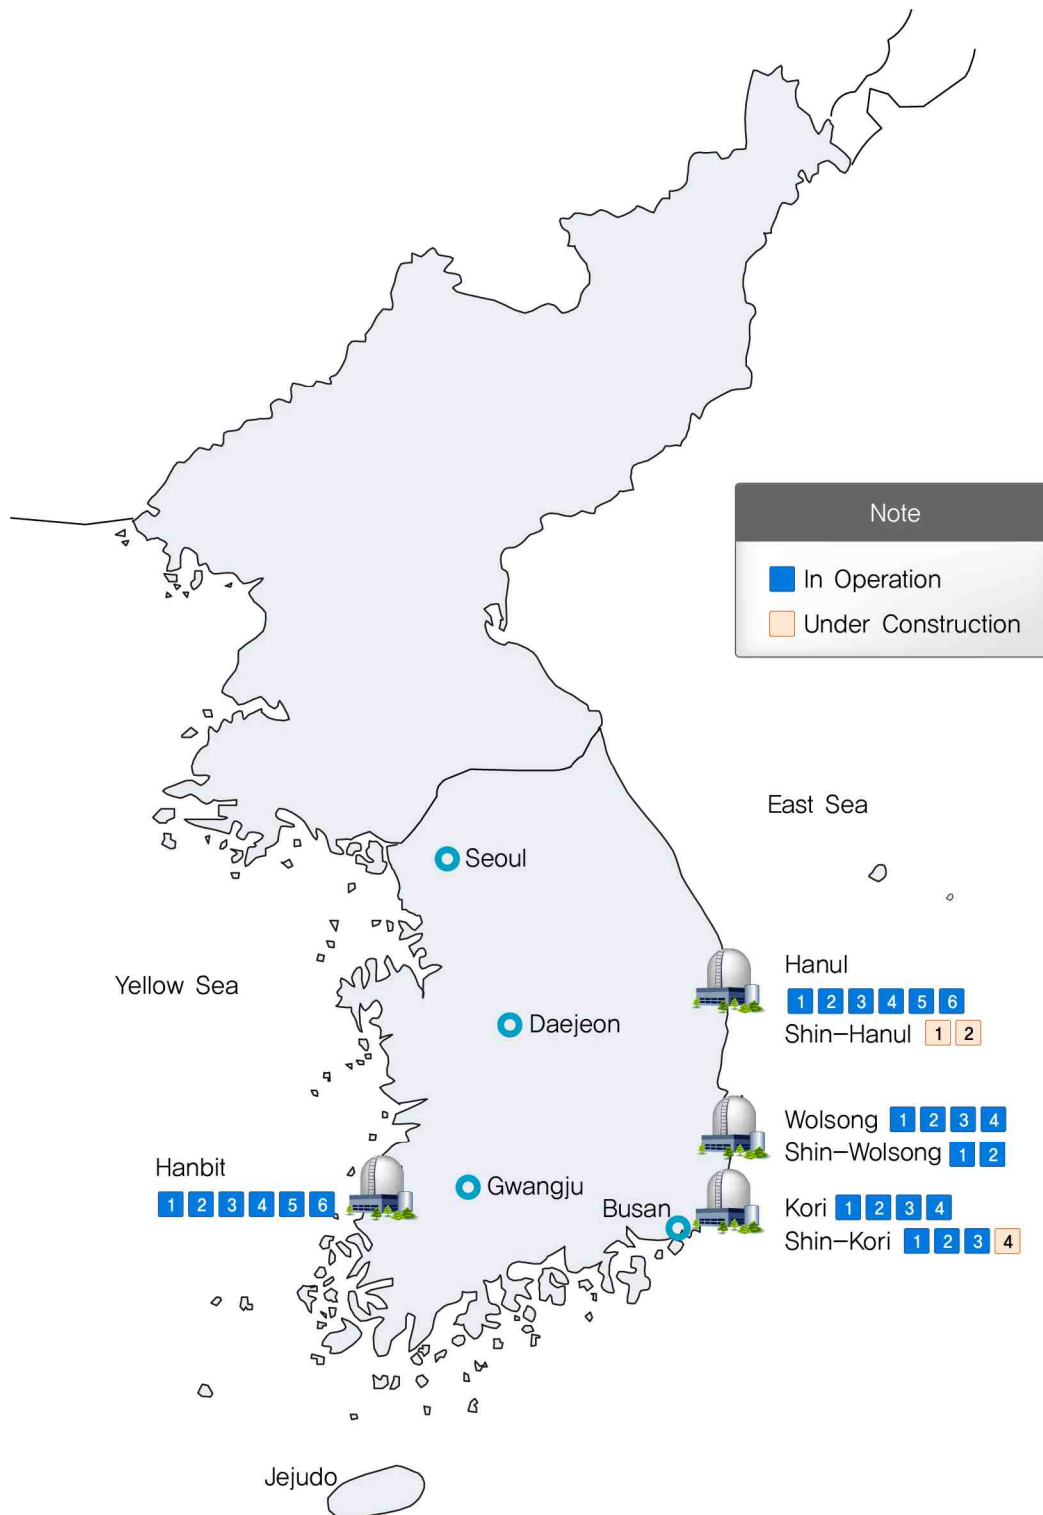 Note
In Operation
Under Construction
East Sea
Seoul
Yellow Sea
Hanul
1 2 3 4 5 6
Daejeon
Shin-Hanul 1 2
Wolsong 1 2 3 4
Shin-Wolsong 1 2
Hanbit
1 2 3 4 5 6
Gwangju
Busan
Kori 1 2 3 4
Shin-Kori 1 2 3 4
Jejudo